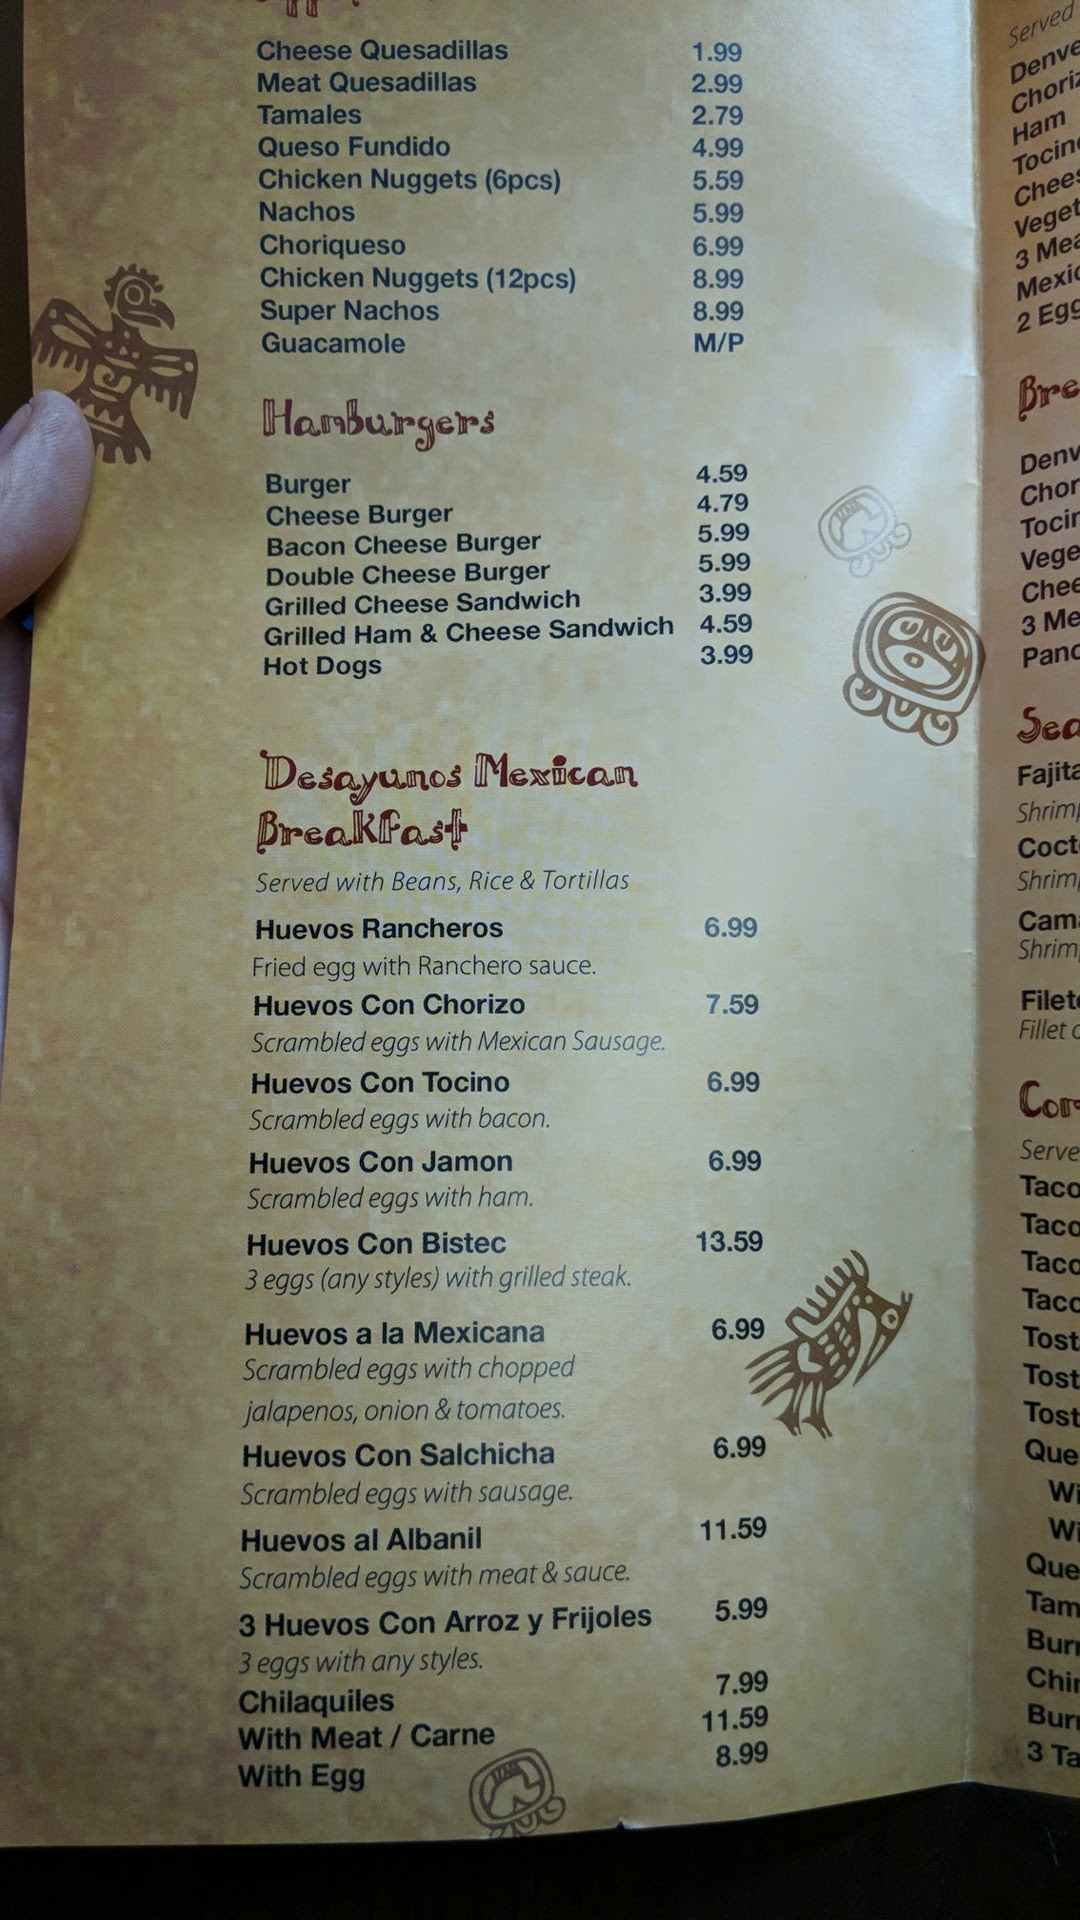 Cheese Quesadillas 1.99
Meat Quesadillas 2.99
Tamales 2.79
Queso Fundido 4.99
Chicken Nuggets (6pcs) 5.59
Nachos 5.99
Choriqueso 6.99
Chicken Nuggets (12pcs) 8.99
Super Nachos 8.99
Guacamole M/P
Hamburgers
Burger 4.59
Cheese Burger 4.79
Bacon Cheese Burger 5.99
Double Cheese Burger 5.99
Grilled Cheese Sandwich 3.99
Grilled Ham & Cheese Sandwich 4.59
Hot Dogs 3.99
Desayunos Mexican
Breakfast
Served with Beans, Rice & Tortillas
Huevos Rancheros 6.99
Fried egg with Ranchero sauce.
Huevos Con Chorizo 7.59
Scrambled eggs with Mexican Sausage.
Huevos Con Tocino 6.99
Scrambled eggs with bacon.
Huevos Con Jamon 6.99
Scrambled eggs with ham.
Huevos Con Bistec 13.59
3 eggs (any styles) with grilled steak.
Huevos a la Mexicana 6.99
Scrambled eggs with chopped
jalapenos, onion & tomatoes.
Huevos Con Salchicha 6.99
Scrambled eggs with sausage.
Huevos al Albanil 11.59
Scrambled eggs with meat & sauce.
3 Huevos Con Arroz y Frijoles 5.99
3 eggs with any styles.
Chilaquiles 7.99
With Meat / Carne 11.59
With Egg 8.99
Served
Ham
2
3
3